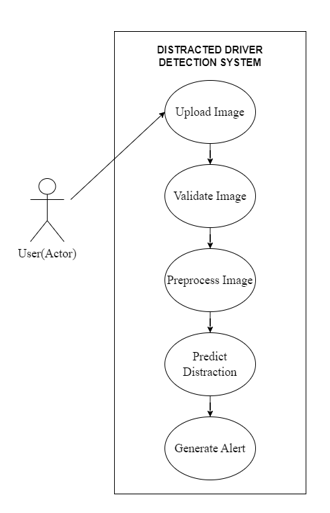 DISTRACTED DRIVER
DETECTION SYSTEM
Upload Image
Validate Image
User(Actor)
Preprocess Image
Predict
Distraction
Generate Alert